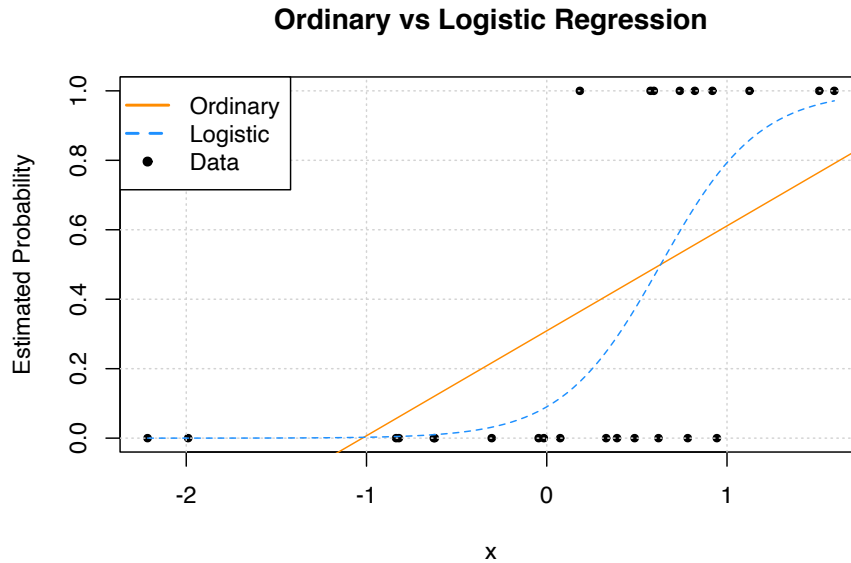 Ordinary vs Logistic Regression
Ordinary
Logistic
Data
Estimated Probability
1.0
0.8
0.6
0.4
0.2
0.0
-2
-1
0
1
x